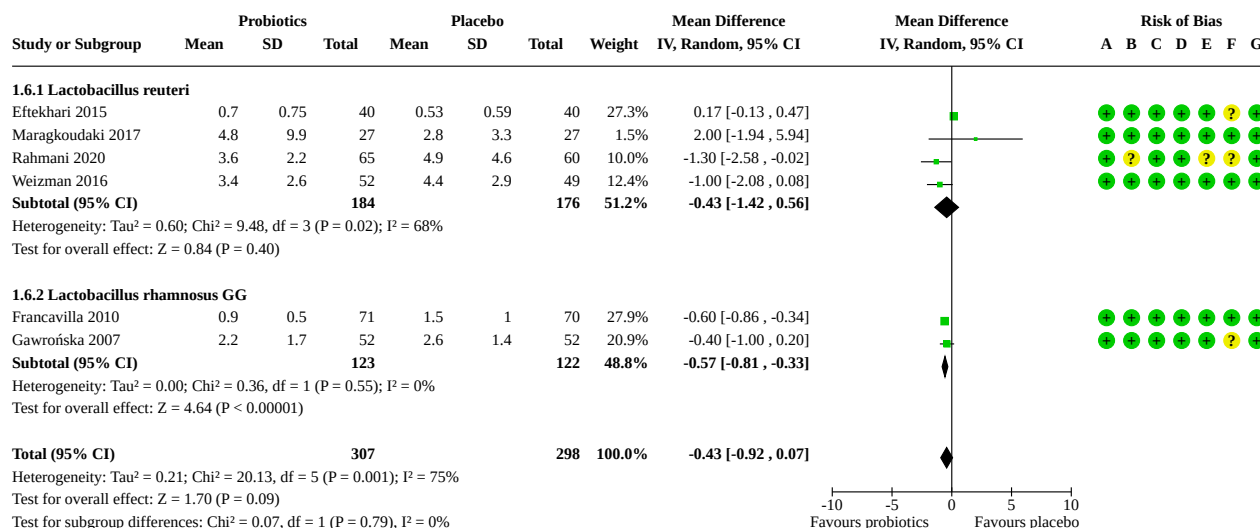 Probiotics Placebo Mean Difference Mean Difference Risk of Bias
Study or Subgroup Mean SD Total Mean SD Total Weight IV, Random, 95% CI IV, Random, 95% CI A B C D E F G
1.6.1 Lactobacillus reuteri
Eftekhari 2015 0.7 0.75 40 0.53 0.59 40 27.3% 0.17 [-0.13 , 0.47] + + + + + ? +
Maragkoudaki 2017 4.8 9.9 27 2.8 3.3 27 1.5% 2.00 [-1.94 , 5.94] + + + + + + +
Rahmani 2020 3.6 2.2 65 4.9 4.6 60 10.0% -1.30 [-2.58 , -0.02] + ? + + ? ? +
Weizman 2016 3.4 2.6 52 4.4 2.9 49 12.4% -1.00 [-2.08 , 0.08] + + + + + + +
Subtotal (95% CI) 184 176 51.2% -0.43 [-1.42 , 0.56]
Heterogeneity: Tau² = 0.60; Chi² = 9.48, df = 3 (P = 0.02); I² = 68%
Test for overall effect: Z = 0.84 (P = 0.40)
1.6.2 Lactobacillus rhamnosus GG
Francavilla 2010 0.9 0.5 71 1.5 1 70 27.9% -0.60 [-0.86 , -0.34] + + + + + + +
Gawrońska 2007 2.2 1.7 52 2.6 1.4 52 20.9% -0.40 [-1.00 , 0.20] + + + + + ? +
Subtotal (95% CI) 123 122 48.8% -0.57 [-0.81 , -0.33]
Heterogeneity: Tau² = 0.00; Chi² = 0.36, df = 1 (P = 0.55); I² = 0%
Test for overall effect: Z = 4.64 (P < 0.00001)
Total (95% CI) 307 298 100.0% -0.43 [-0.92 , 0.07]
Heterogeneity: Tau² = 0.21; Chi² = 20.13, df = 5 (P = 0.001); I² = 75%
Test for overall effect: Z = 1.70 (P = 0.09)
-10 -5 0 5 10
Test for subgroup differences: Chi² = 0.07, df = 1 (P = 0.79), I² = 0%
Favours probiotics Favours placebo